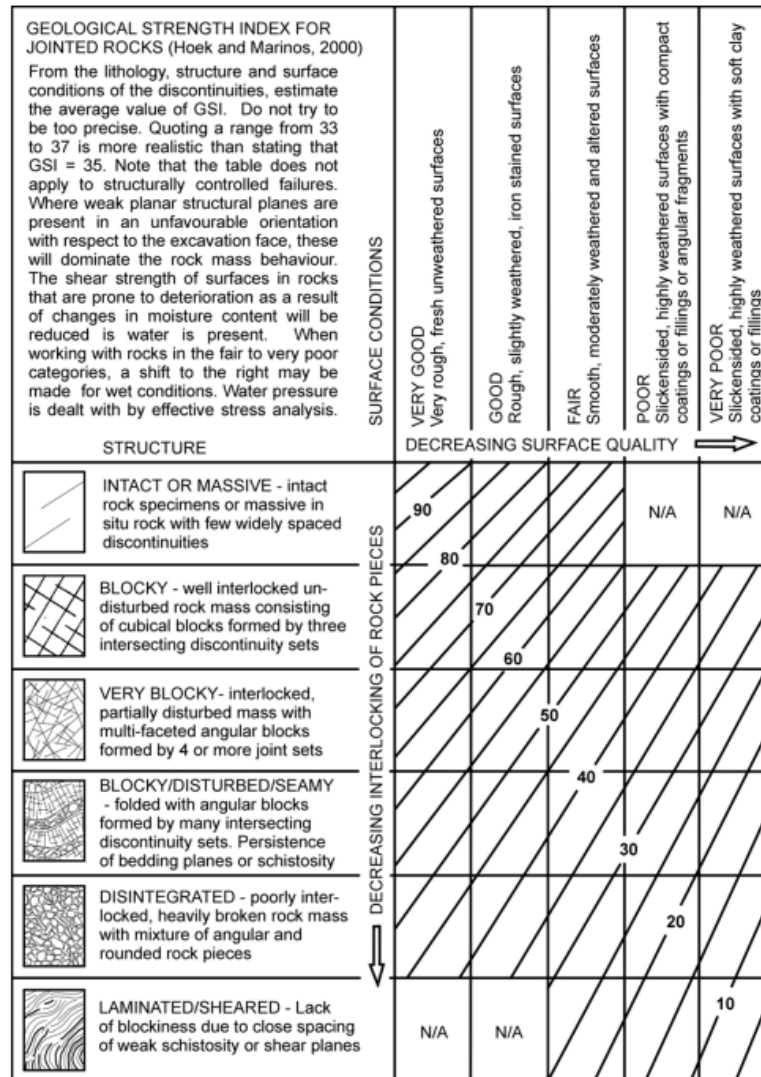 GEOLOGICAL STRENGTH INDEX FOR
JOINTED ROCKS (Hoek and Marinos, 2000)
From the lithology, structure and surface
conditions of the discontinuities, estimate
the average value of GSI. Do not try to
be too precise. Quoting a range from 33
to 37 is more realistic than stating that
GSI = 35. Note that the table does not
apply to structurally controlled failures.
Where weak planar structural planes are
present in an unfavourable orientation
with respect to the excavation face, these
will dominate the rock mass behaviour.
The shear strength of surfaces in rocks
that are prone to deterioration as a result
of changes in moisture content will be
reduced is water is present. When
working with rocks in the fair to very poor
categories, a shift to the right may be
made for wet conditions. Water pressure
is dealt with by effective stress analysis.
STRUCTURE
SURFACE CONDITIONS
VERY GOOD
Very rough, fresh unweathered surfaces
GOOD
Rough, slightly weathered, iron stained surfaces
FAIR
Smooth, moderately weathered and altered surfaces
POOR
Slickensided, highly weathered surfaces with compact
coatings or fillings or angular fragments
VERY POOR
Slickensided, highly weathered surfaces with soft clay
coatings or fillings
DECREASING SURFACE QUALITY
DECREASING INTERLOCKING OF ROCK PIECES
INTACT OR MASSIVE - intact
rock specimens or massive in
situ rock with few widely spaced
discontinuities
90
80
N/A
N/A
BLOCKY - well interlocked un-
disturbed rock mass consisting
of cubical blocks formed by three
intersecting discontinuity sets
70
60
VERY BLOCKY- interlocked,
partially disturbed mass with
multi-faceted angular blocks
formed by 4 or more joint sets
50
BLOCKY/DISTURBED/SEAMY
- folded with angular blocks
formed by many intersecting
discontinuity sets. Persistence
of bedding planes or schistosity
40
30
DISINTEGRATED - poorly inter-
locked, heavily broken rock mass
with mixture of angular and
rounded rock pieces
20
LAMINATED/SHEARED - Lack
of blockiness due to close spacing
of weak schistosity or shear planes
N/A
N/A
10